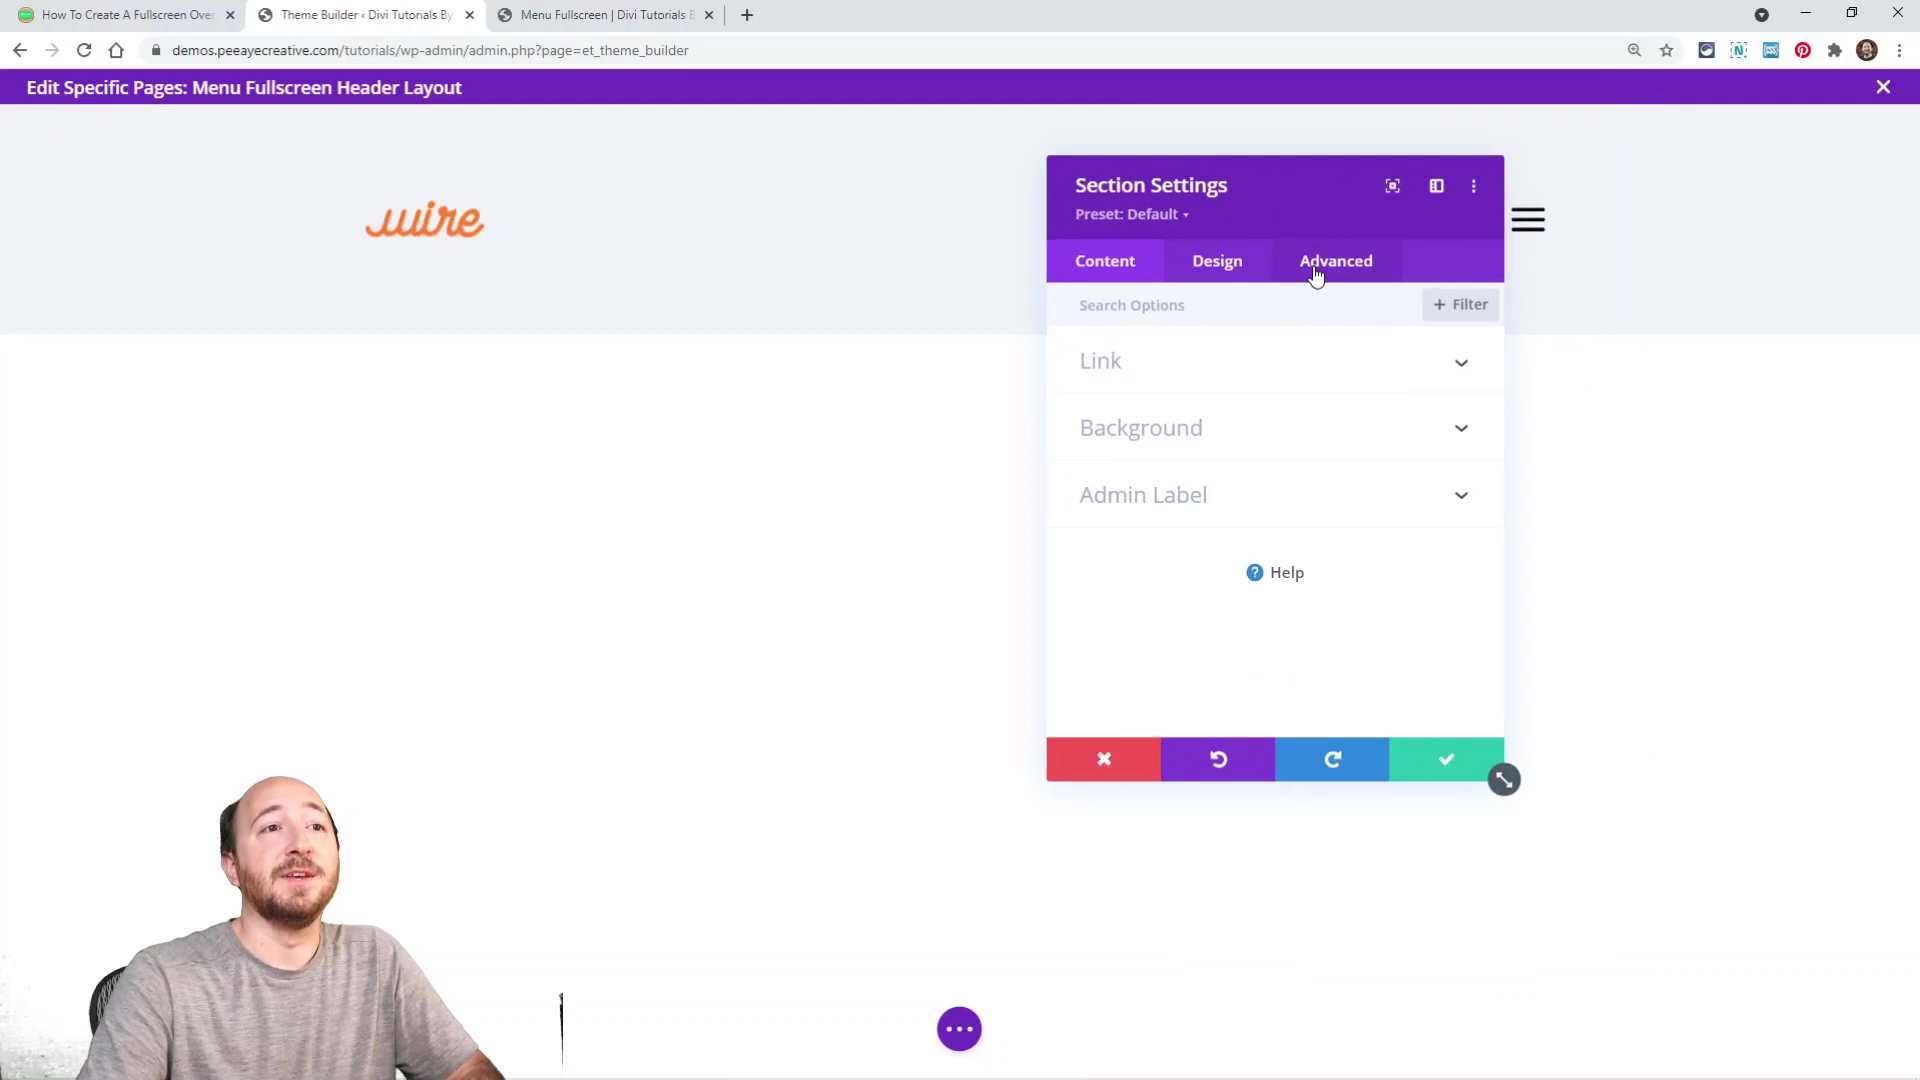 How To Create A Fullscreen Over
Theme Builder ‹ Divi Tutorials By
Menu Fullscreen | Divi Tutorials B
demos.peeayecreative.com/tutorials/wp-admin/admin.php?page=et_theme_builder
Edit Specific Pages: Menu Fullscreen Header Layout
wire
Section Settings
Preset: Default
Content
Design
Advanced
Search Options
+ Filter
Link
Background
Admin Label
? Help